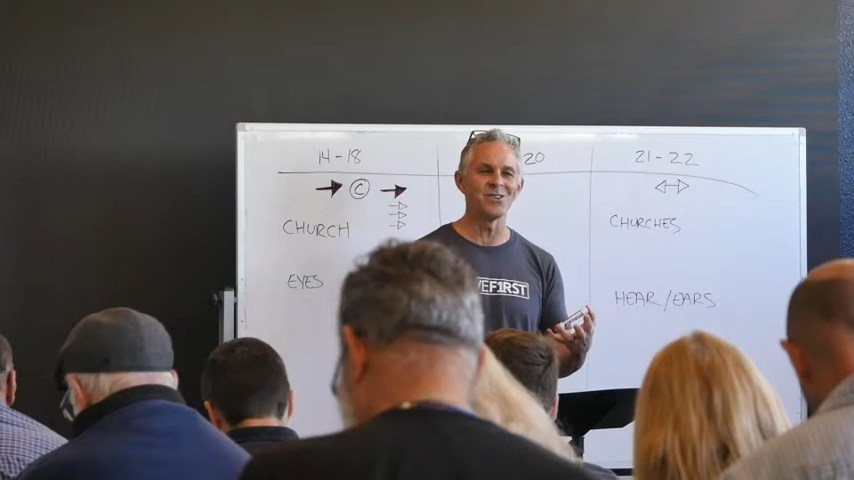 14-18
20
21-22
©
CHURCH
CHURCHES
EYES
HEAR/EARS
VEF1RST